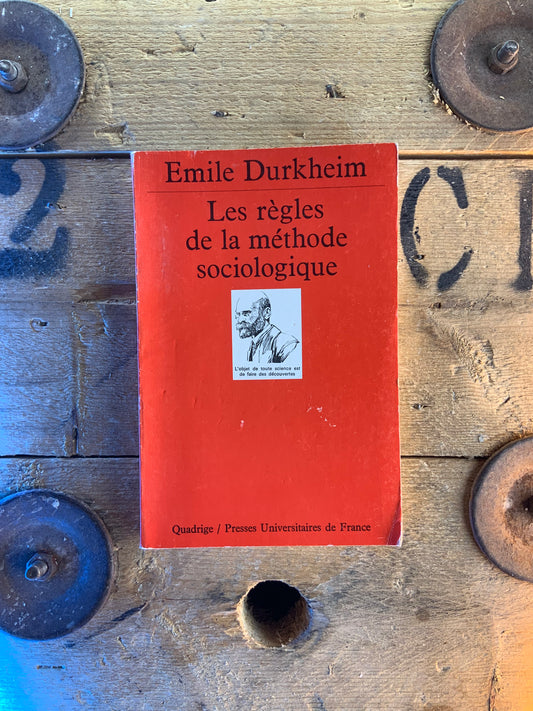 Emile Durkheim
Les règles
de la méthode
sociologique
L'objet de toute science est
de faire des découvertes
Quadrige / Presses Universitaires de France
2 C